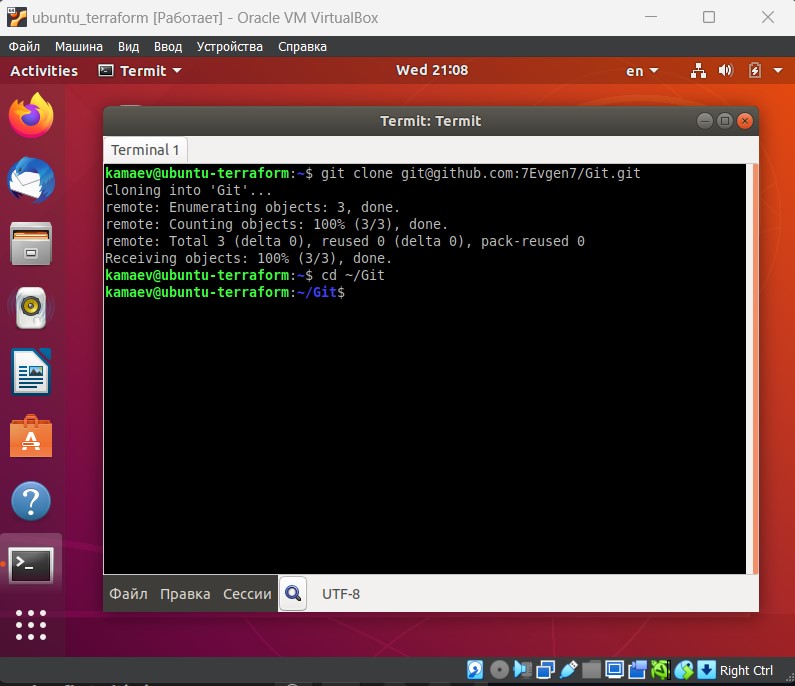 ubuntu_terraform [Работает] - Oracle VM VirtualBox
Файл Машина Вид Ввод Устройства Справка
Activities Termit Wed 21:08 en
Termit: Termit
Terminal 1
kamaev@ubuntu-terraform:~$ git clone git@github.com:7Evgen7/Git.git
Cloning into 'Git'...
remote: Enumerating objects: 3, done.
remote: Counting objects: 100% (3/3), done.
remote: Total 3 (delta 0), reused 0 (delta 0), pack-reused 0
Receiving objects: 100% (3/3), done.
kamaev@ubuntu-terraform:~$ cd ~/Git
kamaev@ubuntu-terraform:~/Git$
Файл Правка Сессии UTF-8
Right Ctrl